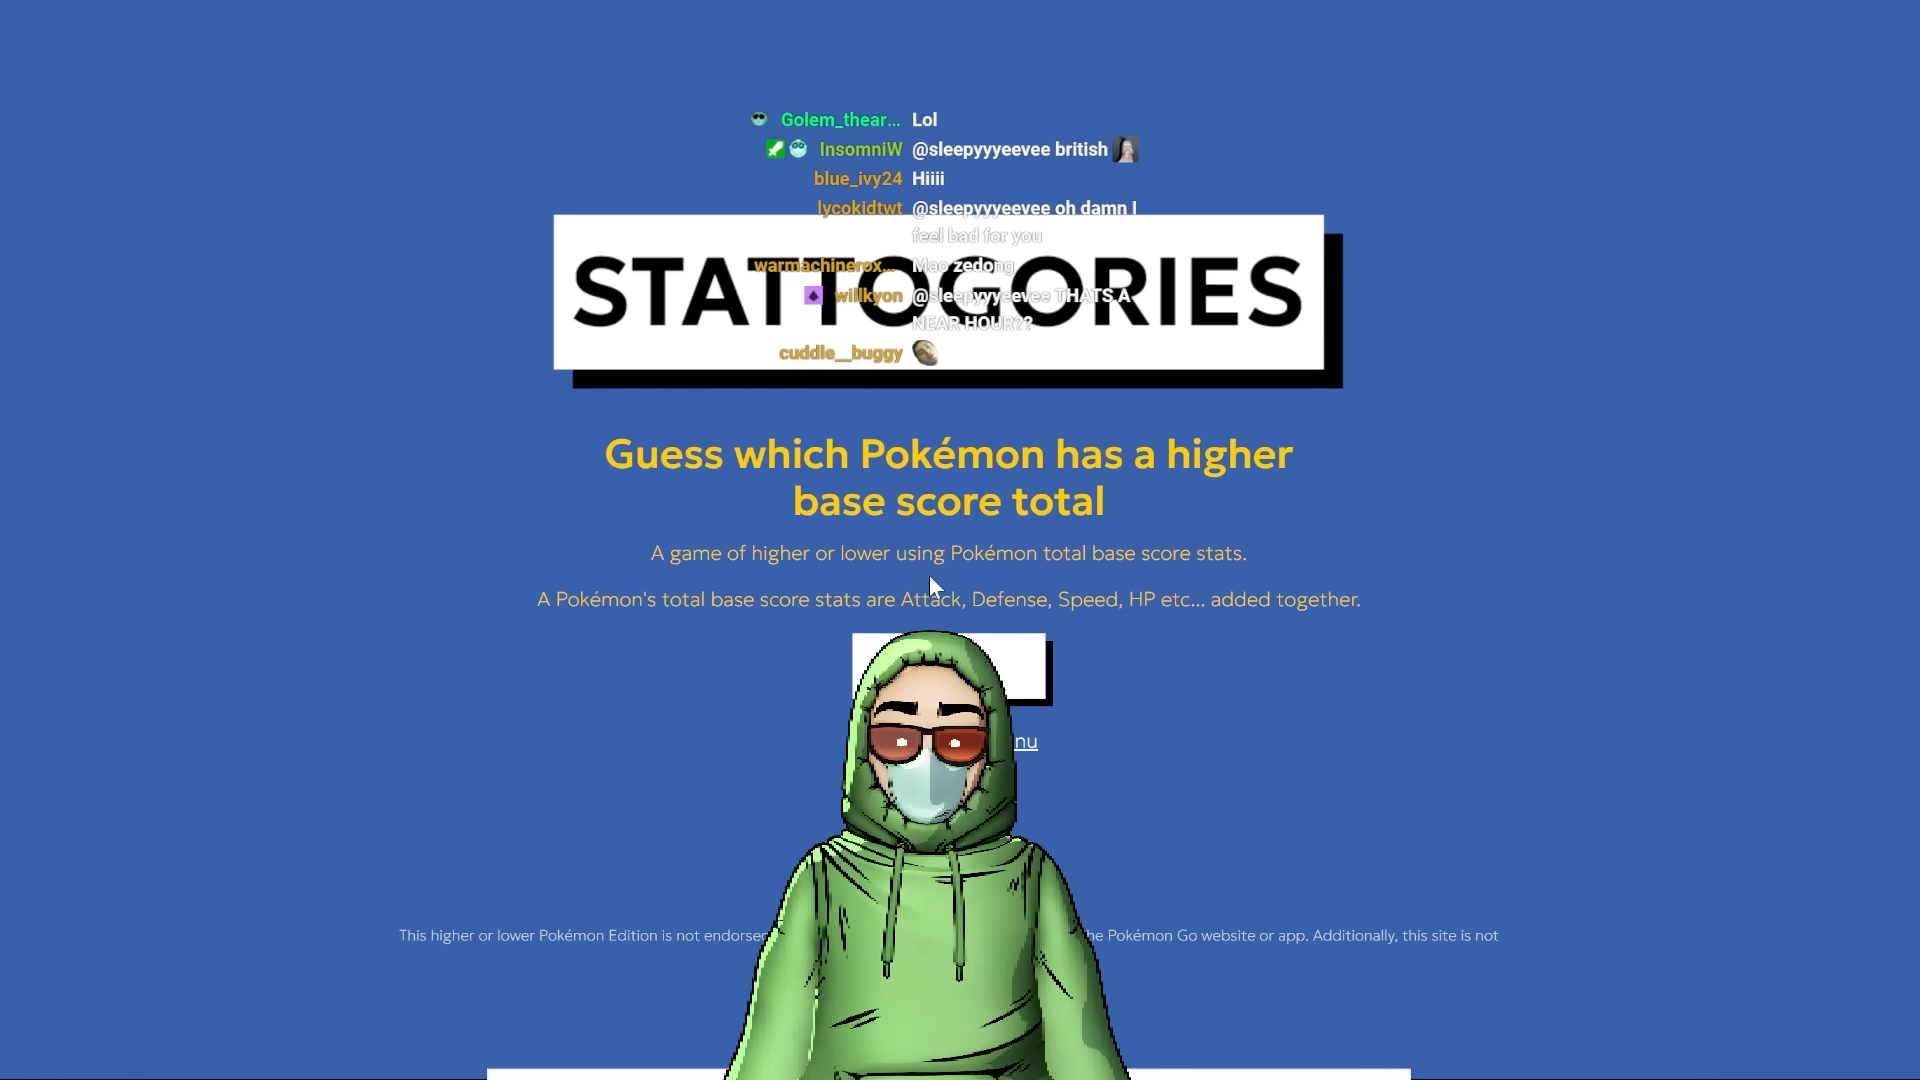 Golem_thear... Lol
InsomniW @sleepyyyeevee british
blue_ivy24 Hiiii
lycokidtwt @sleepyyyeevee oh damn I
feel bad for you
warmachinerox... Mao zedong
willkyon @sleepyyyeevee THATS A
NEAR HOUR??
cuddle__buggy
STATTOGORIES
Guess which Pokémon has a higher
base score total
A game of higher or lower using Pokémon total base score stats.
A Pokémon's total base score stats are Attack, Defense, Speed, HP etc... added together.
nu
This higher or lower Pokémon Edition is not endorsed he Pokémon Go website or app. Additionally, this site is not